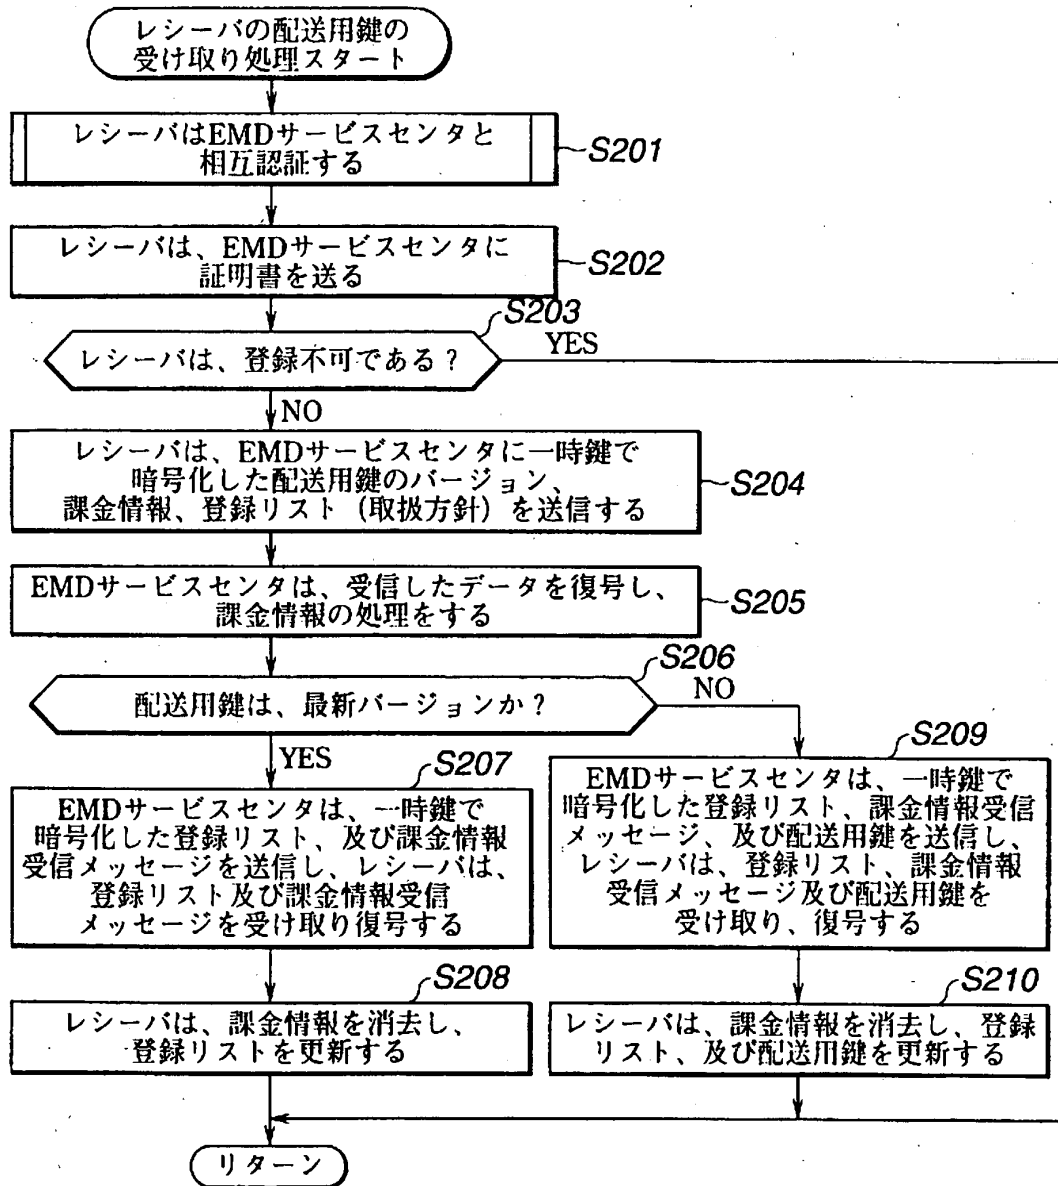 レシーバの配送用鍵の
受け取り処理スタート
レシーバはEMDサービスセンタと
相互認証する
S201
レシーバは、EMDサービスセンタに
証明書を送る
S202
S203
レシーバは、登録不可である?
YES
NO
レシーバは、EMDサービスセンタに一時鍵で
暗号化した配送用鍵のバージョン、
課金情報、登録リスト(取扱方針)を送信する
S204
EMDサービスセンタは、受信したデータを復号し、
課金情報の処理をする
S205
S206
配送用鍵は、最新バージョンか?
NO
YES
S207
EMDサービスセンタは、一時鍵で
暗号化した登録リスト、及び課金情報
受信メッセージを送信し、レシーバは、
登録リスト及び課金情報受信
メッセージを受け取り復号する
S209
EMDサービスセンタは、一時鍵で
暗号化した登録リスト、課金情報受信
メッセージ、及び配送用鍵を送信し、
レシーバは、登録リスト、課金情報
受信メッセージ及び配送用鍵を
受け取り、復号する
S208
レシーバは、課金情報を消去し、
登録リストを更新する
S210
レシーバは、課金情報を消去し、登録
リスト、及び配送用鍵を更新する
リターン